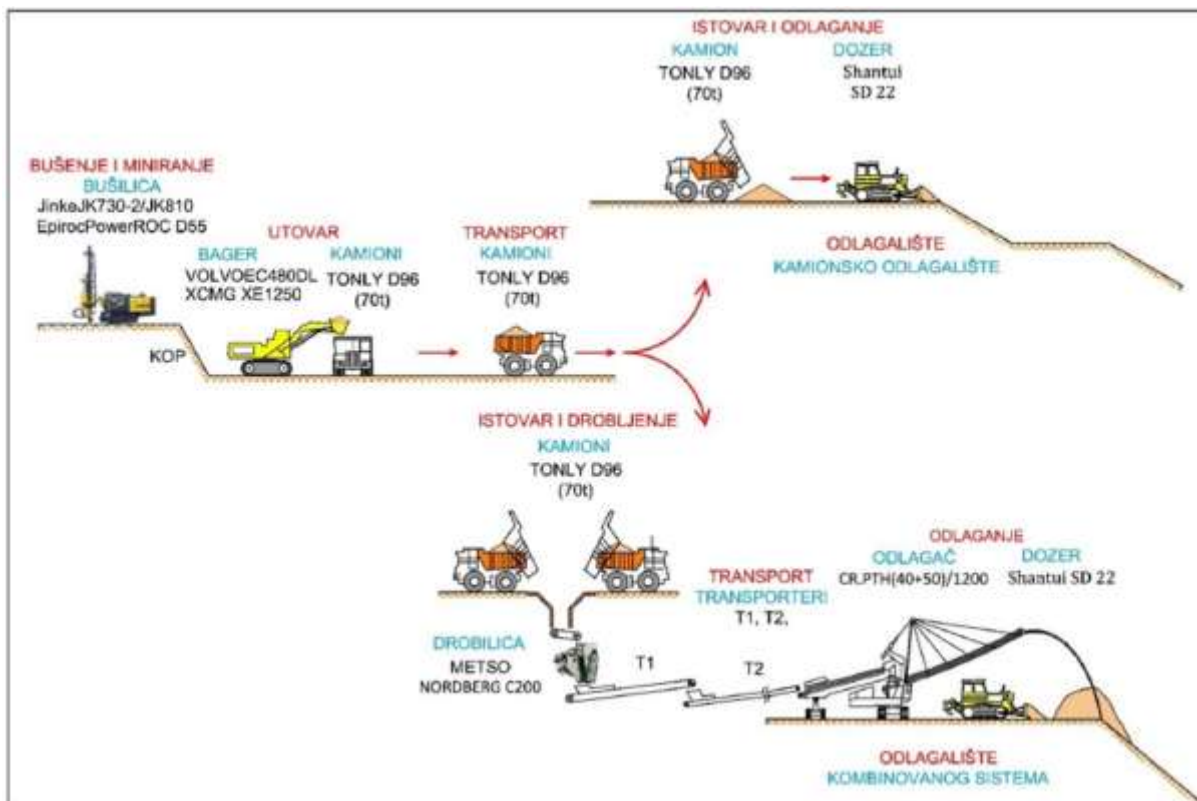 ISTOVAR I ODLAGANJE
KAMION
TONLY D96
(70t)
DOZER
Shantui
SD 22
BUŠENJE I MINIRANJE
BUŠILICA
JinkeJK730-2/JK810
EpirocPowerROC D55
UTOVAR
BAGER
VOLVOEC480DL
XCMG XE1250
KAMIONI
TONLY D96
(70t)
TRANSPORT
KAMIONI
TONLY D96
(70t)
KOP
ODLAGALIŠTE
KAMIONSKO ODLAGALIŠTE
ISTOVAR I DROBLJENJE
KAMIONI
TONLY D96
(70t)
DROBILICA
METSO
NORDBERG C200
T1
T2
TRANSPORT
TRANSPORTERI
T1, T2,
ODLAGANJE
ODLAGAČ
CR.PTH(40+50)/1200
DOZER
Shantui SD 22
ODLAGALIŠTE
KOMBINOVANOG SISTEMA